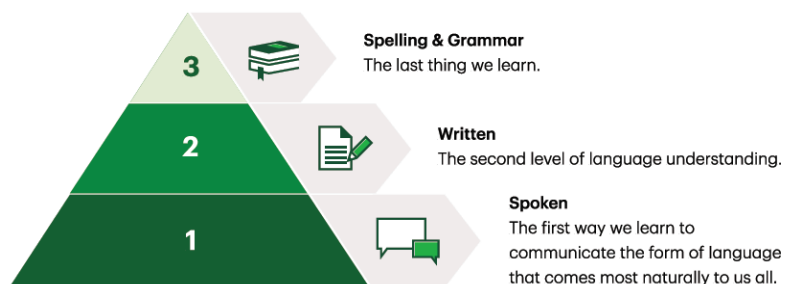 3
Spelling & Grammar
The last thing we learn.
2
Written
The second level of language understanding.
1
Spoken
The first way we learn to
communicate the form of language
that comes most naturally to us all.